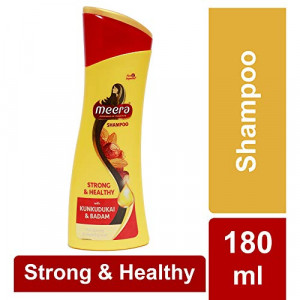 meera
SHAMPOO
STRONG
& HEALTHY
with
KUNKUDUKAI
& BADAM
Shampoo
Strong & Healthy
180
ml